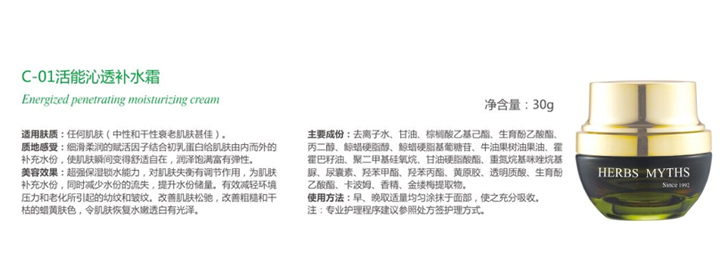 C-01活能沁透补水霜
Energized penetrating moisturizing cream
净含量：30g
适用肤质：任何肌肤（中性和干性衰老肌肤甚佳）。
质地感受：细滑柔润的赋活因子结合初乳蛋白给肌肤由内而外的
补充水份，使肌肤瞬间变得舒适自在，润泽饱满富有弹性。
美容效果：超强保湿锁水能力，对肌肤失衡有调节作用，为肌肤
补充水份，同时减少水份的流失，提升水份储量。有效减轻环境
压力和老化所引起的幼纹和皱纹。改善肌肤松驰，改善粗糙和干
枯的蜡黄肤色，令肌肤恢复水嫩透白有光泽。
主要成份：去离子水、甘油、棕榈酸乙基己酯、生育酚乙酸酯、
丙二醇、鲸蜡硬脂醇、鲸蜡硬脂基葡糖苷、牛油果树油果油、霍
霍巴籽油、聚二甲基硅氧烷、甘油硬脂酸酯、重氮烷基咪唑烷基
脲、尿囊素、羟苯甲酯、羟苯丙酯、黄原胶、透明质酸、生育酚
乙酸酯、卡波姆、香精、金缕梅提取物。
使用方法：早、晚取适量均匀涂抹于面部，使之充分吸收。
注：专业护理程序建议参照处方签护理方式。
HERBS MYTHS
Since 1992